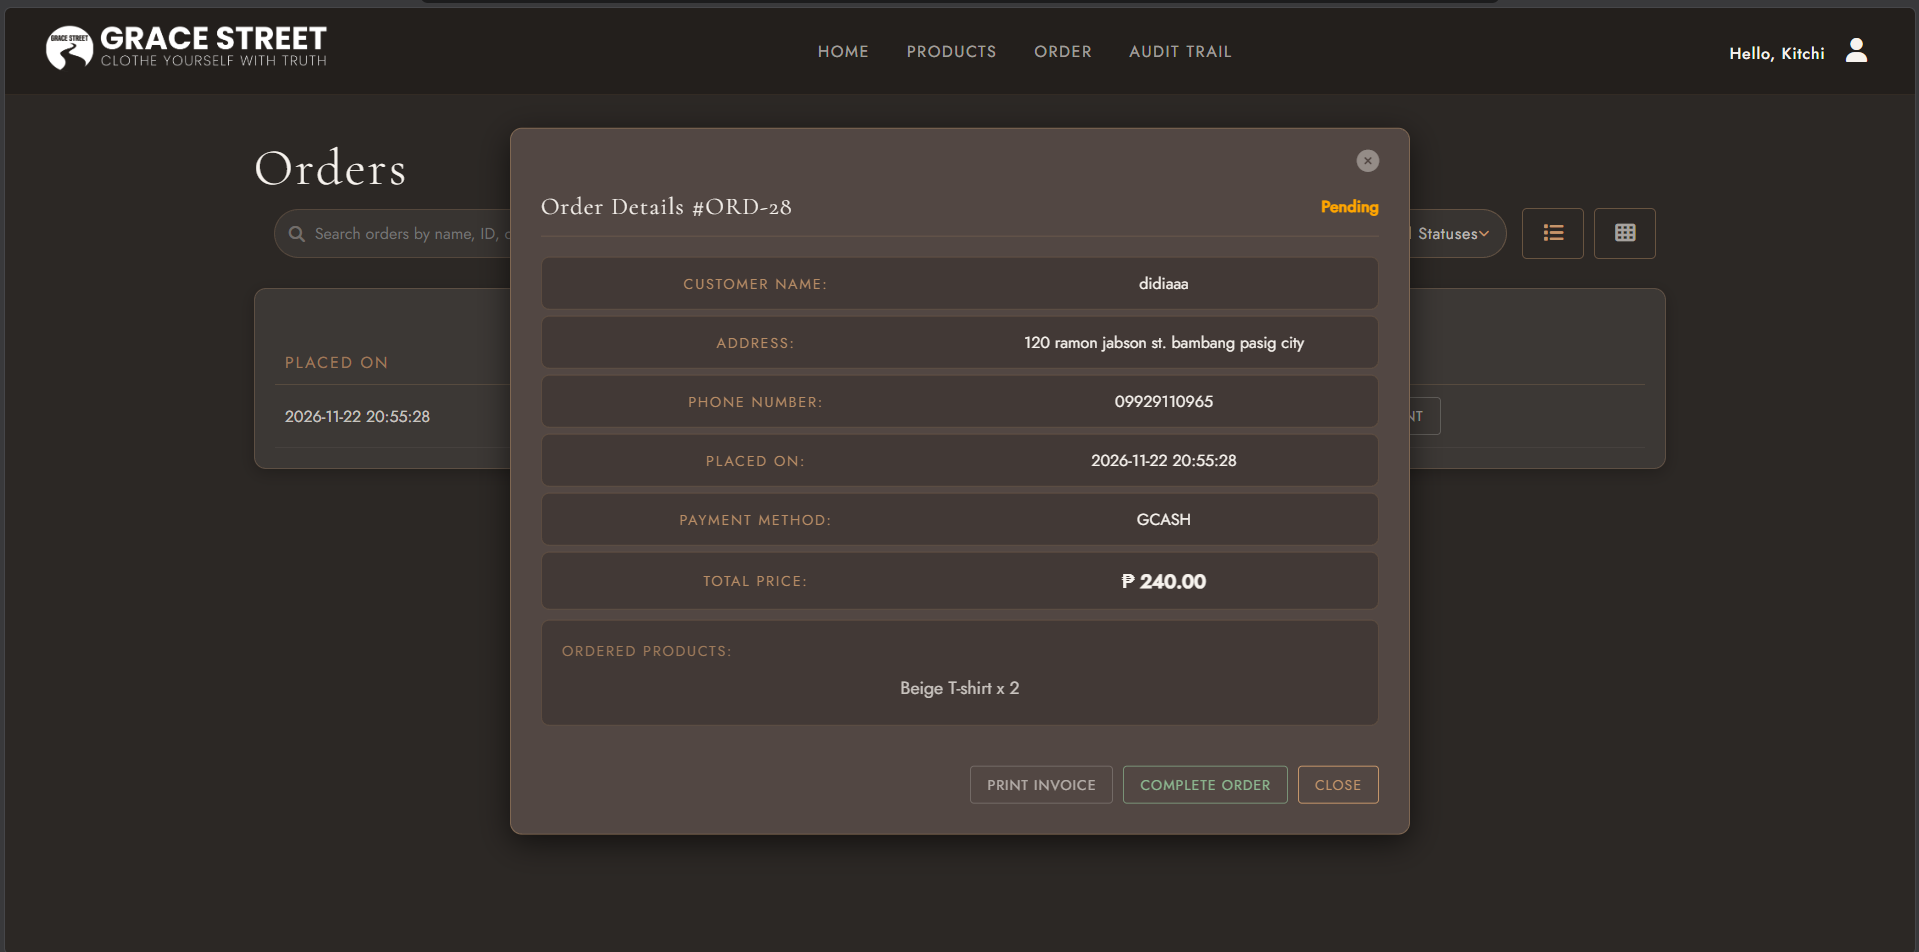 GRACE STREET
GRACE STREET
CLOTHE YOURSELF WITH TRUTH
HOME PRODUCTS ORDER AUDIT TRAIL
Hello, Kitchi
Orders
Search orders by name, ID,
Statuses
PLACED ON
2026-11-22 20:55:28
NT
Order Details #ORD-28
Pending
CUSTOMER NAME: didiaaa
ADDRESS: 120 ramon jabson st. bambang pasig city
PHONE NUMBER: 09929110965
PLACED ON: 2026-11-22 20:55:28
PAYMENT METHOD: GCASH
TOTAL PRICE: ₱ 240.00
ORDERED PRODUCTS:
Beige T-shirt x 2
PRINT INVOICE COMPLETE ORDER CLOSE